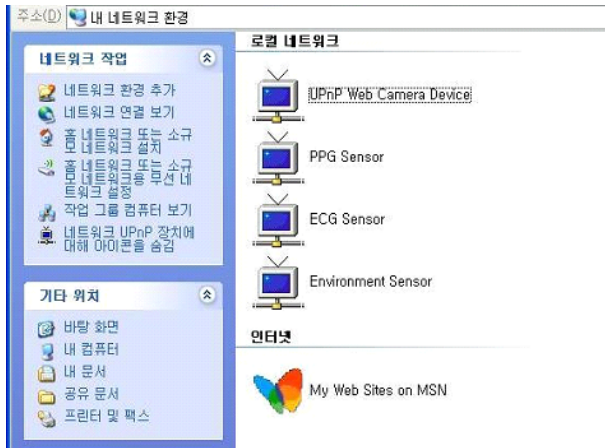 주소(D) 내 네트워크 환경
네트워크 작업
네트워크 환경 추가
네트워크 연결 보기
홈 네트워크 또는 소규
모 네트워크 설치
홈 네트워크 또는 소규
모 네트워크용 무선 네
트워크 설정
작업 그룹 컴퓨터 보기
네트워크 UPnP 장치에
대해 아이콘을 숨김
기타 위치
바탕 화면
내 컴퓨터
내 문서
공유 문서
프린터 및 팩스
로컬 네트워크
UPnP Web Camera Device
PPG Sensor
ECG Sensor
Environment Sensor
인터넷
My Web Sites on MSN